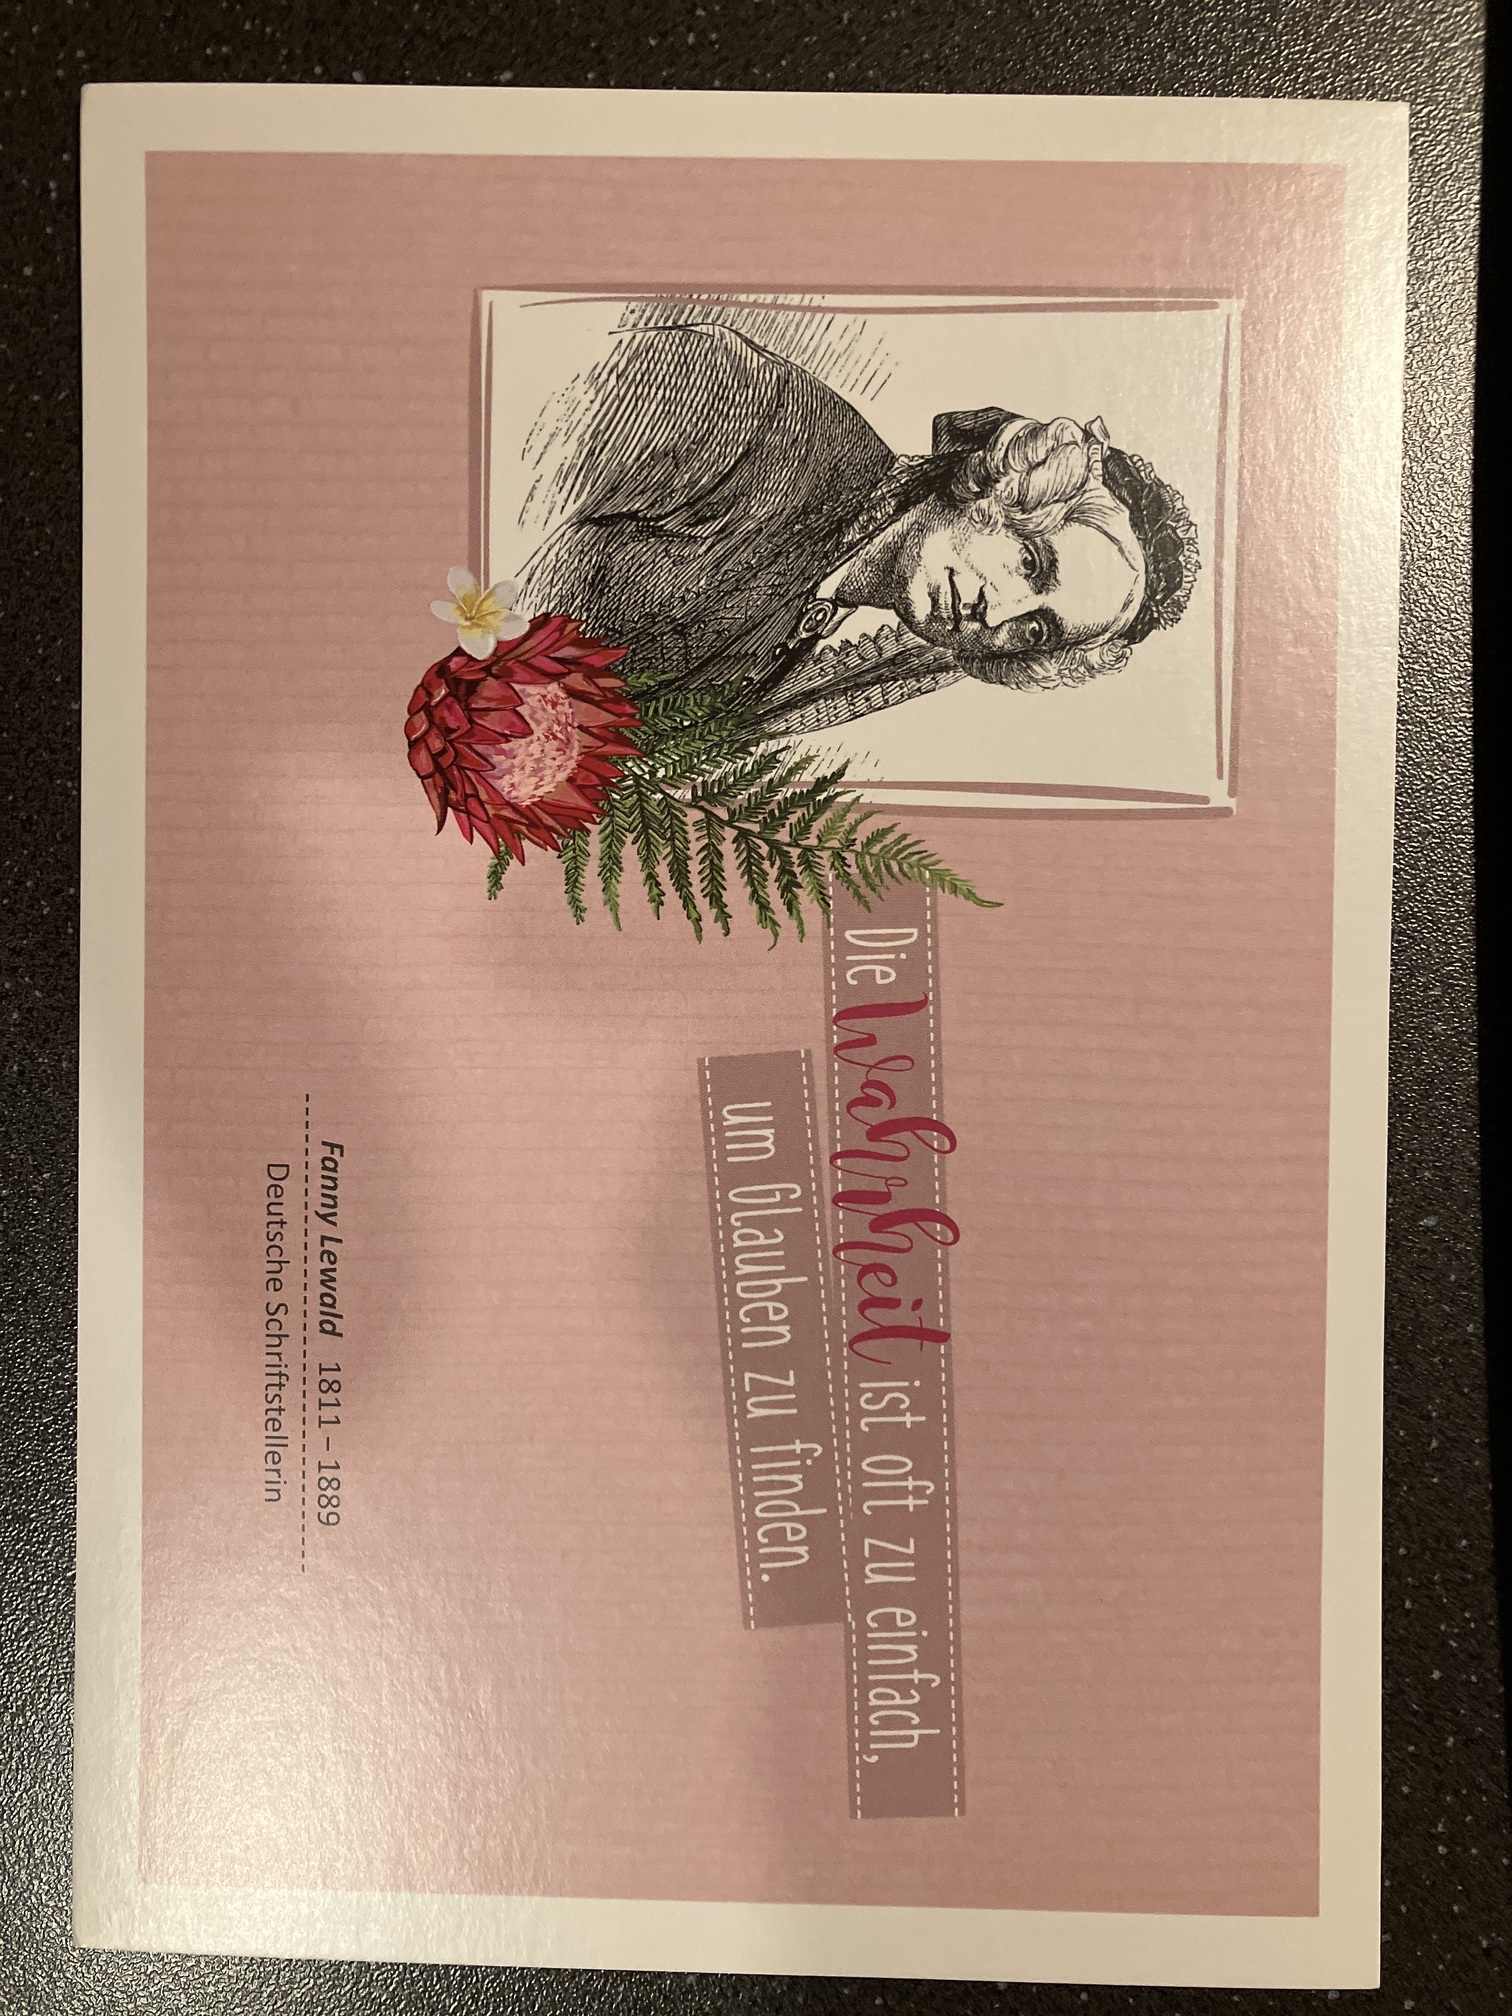 Die Wahrheit ist oft zu einfach,
um Glauben zu finden.
Fanny Lewald 1811 – 1889
Deutsche Schriftstellerin